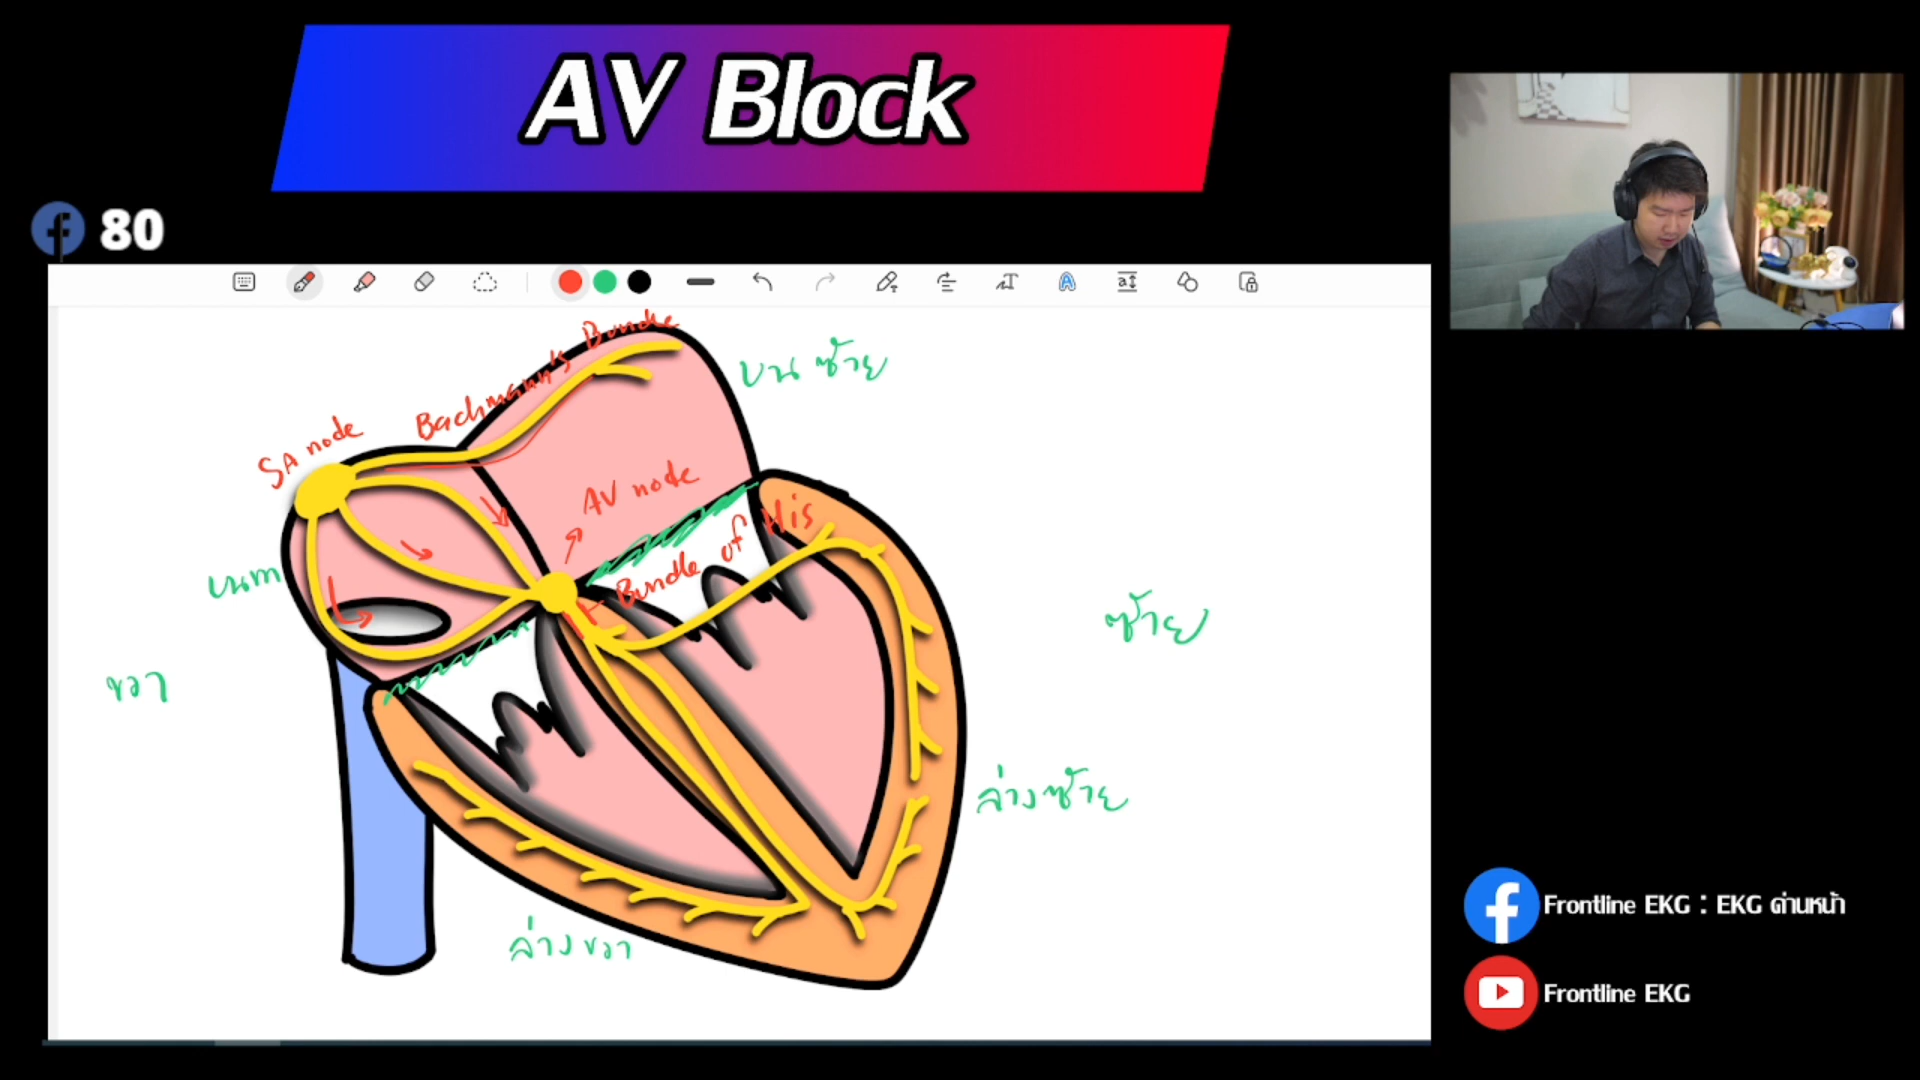 AV Block
80
Bachmann's Bundle
บน ซ้าย
SA node
AV node
Bundle of His
บนขวา
ซ้าย
ขวา
ล่างซ้าย
ล่างขวา
Frontline EKG : EKG ด่านหน้า
Frontline EKG